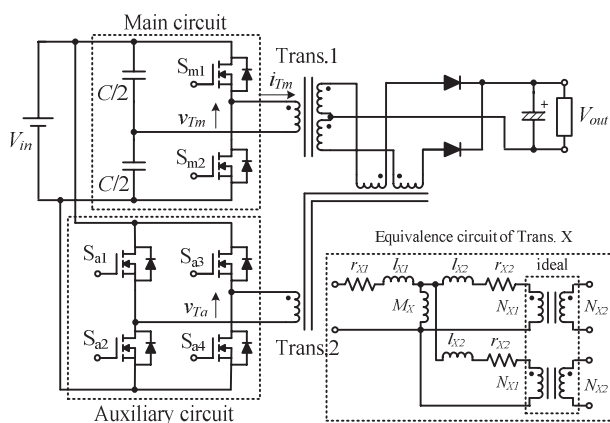 Main circuit
Trans.1
S_m1
i_Tm
C/2
v_Tm
V_in
+
V_out
S_m2
C/2
S_a1
S_a3
v_Ta
S_a2
S_a4
Trans.2
Auxiliary circuit
Equivalence circuit of Trans. X
r_X1
l_X1
l_X2
r_X2
ideal
M_X
N_X1
N_X2
l_X2
r_X2
N_X1
N_X2